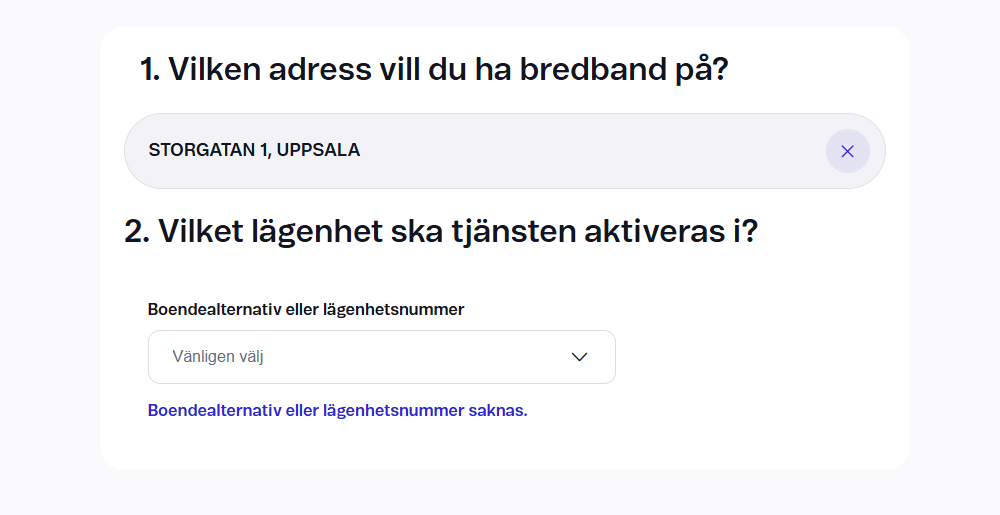 1. Vilken adress vill du ha bredband på?
STORGATAN 1, UPPSALA
2. Vilket lägenhet ska tjänsten aktiveras i?
Boendealternativ eller lägenhetsnummer
Vänligen välj
Boendealternativ eller lägenhetsnummer saknas.